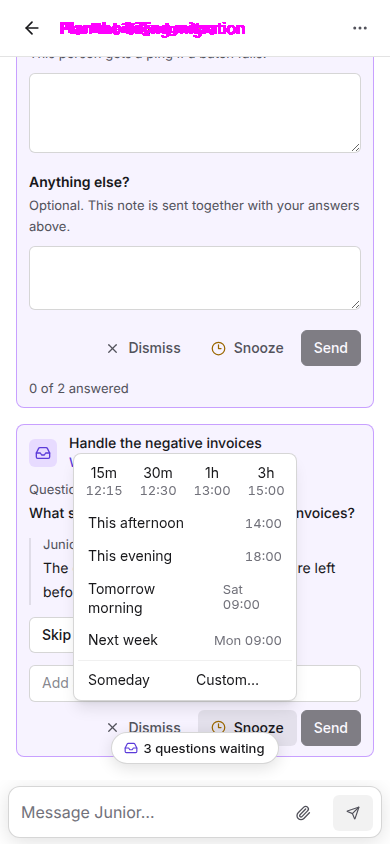 This person gets a ping if a batch fails.
Anything else?
Optional. This note is sent together with your answers
above.
Dismiss
Snooze
Send
0 of 2 answered
Handle the negative invoices
What s
nvoices?
Junio
The
re left
befo
15m
30m
1h
3h
12:15
12:30
13:00
15:00
This afternoon
14:00
This evening
18:00
Tomorrow
morning
Sat
09:00
Next week
Mon 09:00
Someday
Custom...
Skip
Add
Dismiss
Snooze
Send
3 questions waiting
Message Junior...